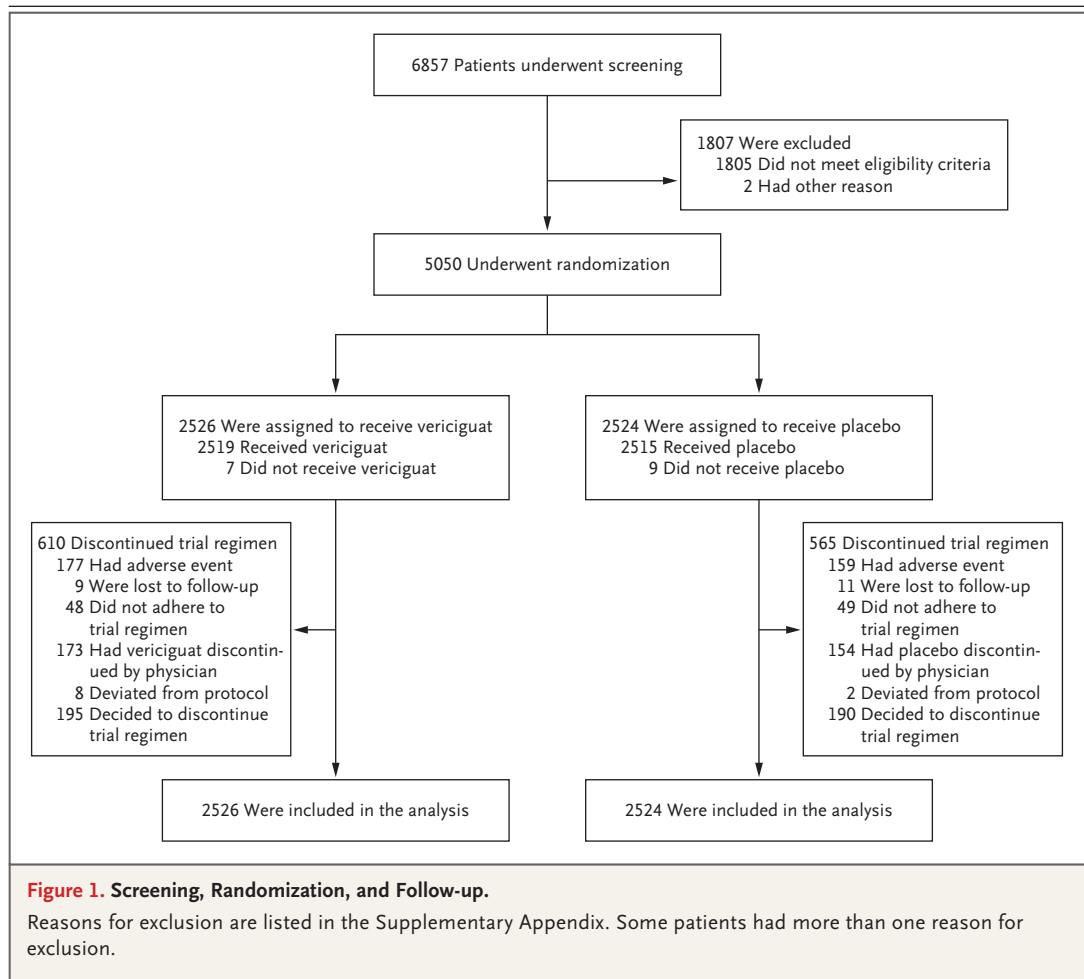 6857 Patients underwent screening
1807 Were excluded
1805 Did not meet eligibility criteria
2 Had other reason
5050 Underwent randomization
2526 Were assigned to receive vericiguat
2519 Received vericiguat
7 Did not receive vericiguat
2524 Were assigned to receive placebo
2515 Received placebo
9 Did not receive placebo
610 Discontinued trial regimen
177 Had adverse event
9 Were lost to follow-up
48 Did not adhere to
trial regimen
173 Had vericiguat discontin-
ued by physician
8 Deviated from protocol
195 Decided to discontinue
trial regimen
565 Discontinued trial regimen
159 Had adverse event
11 Were lost to follow-up
49 Did not adhere to
trial regimen
154 Had placebo discontin-
ued by physician
2 Deviated from protocol
190 Decided to discontinue
trial regimen
2526 Were included in the analysis
2524 Were included in the analysis
Figure 1. Screening, Randomization, and Follow-up.
Reasons for exclusion are listed in the Supplementary Appendix. Some patients had more than one reason for
exclusion.